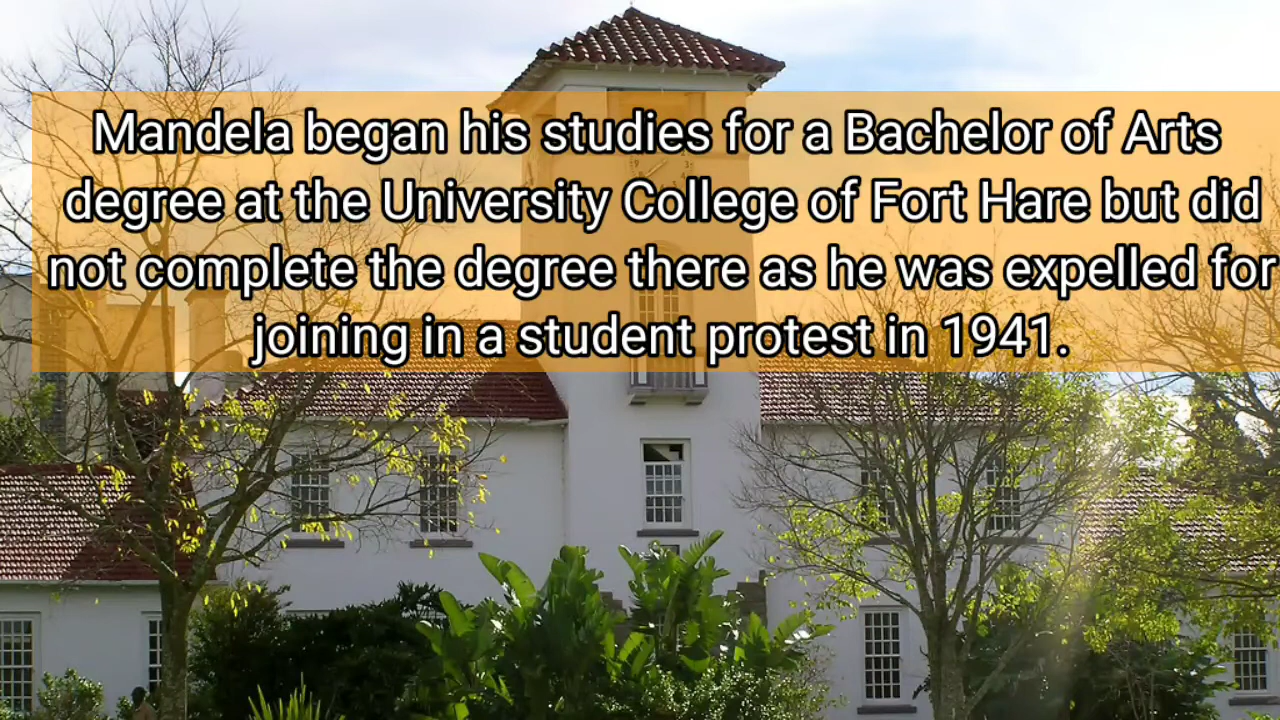 Mandela began his studies for a Bachelor of Arts
degree at the University College of Fort Hare but did
not complete the degree there as he was expelled for
joining in a student protest in 1941.